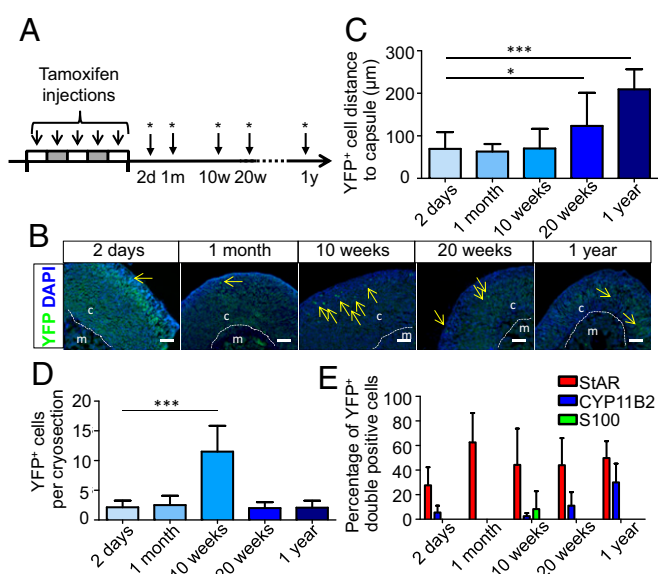 A
Tamoxifen
injections
* * * * *
2d 1m 10w 20w 1y
B
2 days 1 month 10 weeks 20 weeks 1 year
YFP DAPI
c c c c c
m m m m m
C
YFP⁺ cell distance
to capsule (µm)
300
200
100
0
***
*
2 days 1 month 10 weeks 20 weeks 1 year
D
YFP⁺ cells
per cryosection
20
15
10
5
0
***
2 days 1 month 10 weeks 20 weeks 1 year
E
Percentage of YFP⁺
double positive cells
100
80
60
40
20
0
StAR
CYP11B2
S100
2 days 1 month 10 weeks 20 weeks 1 year